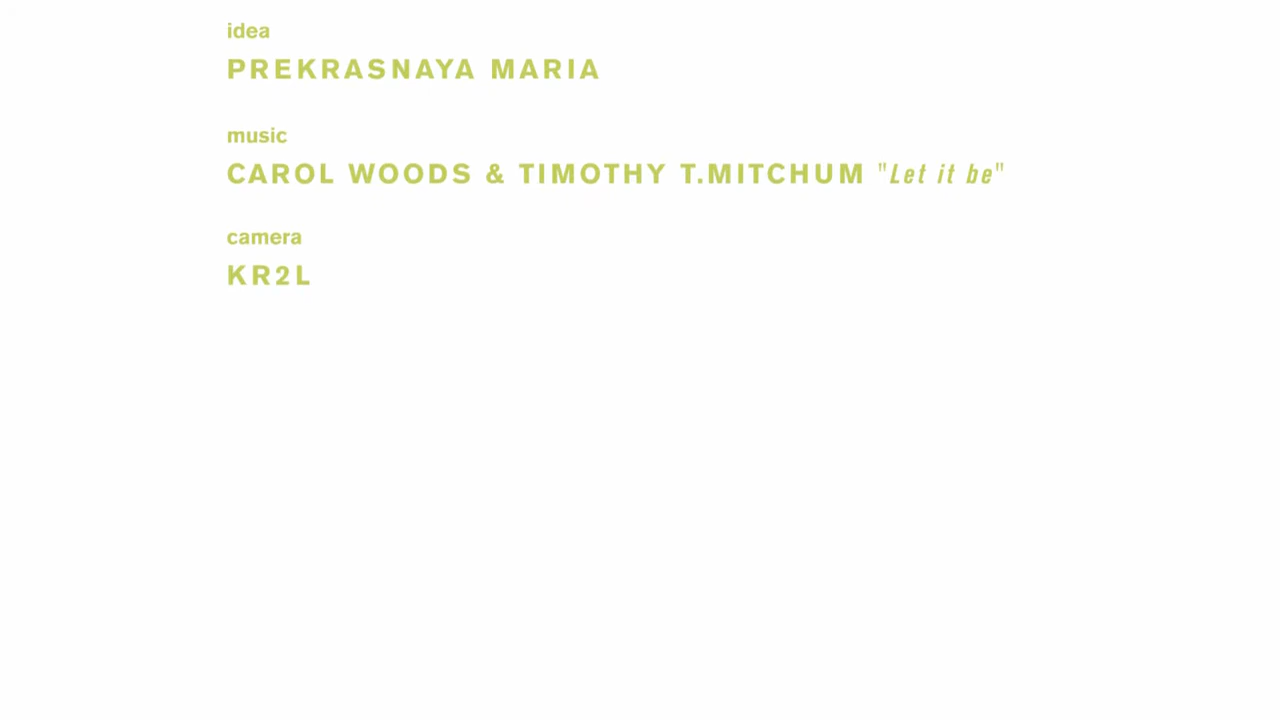 idea
PREKRASNAYA MARIA
music
CAROL WOODS & TIMOTHY T.MITCHUM "Let it be"
camera
KR2L